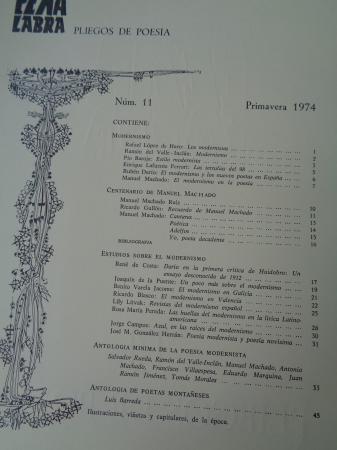 PEÑA
LABRA
PLIEGOS DE POESIA
Núm. 11
Primavera 1974
CONTIENE:
MODERNISMO
Rafael López de Haro: Los modernistas 1
Ramón del Valle-Inclán: Modernismo 2
Pío Baroja: Estilo modernista 3
Enrique Lafuente Ferrari: Las tertulias del 98 5
Rubén Darío: El modernismo y los nuevos poetas en España 6
Manuel Machado: El modernismo en la poesía 7
CENTENARIO DE MANUEL MACHADO
Manuel Machado Ruiz 10
Ricardo Gullón: Recuerdo de Manuel Machado 11
Manuel Machado: Cantares 13
Poética 14
Adelfos 15
Yo, poeta decadente 16
BIBLIOGRAFIA
ESTUDIOS SOBRE EL MODERNISMO
René de Costa: Darío en la primera crítica de Huidobro: Un
ensayo desconocido de 1912 17
Joaquín de la Puente: Un poco más sobre el modernismo 19
Benito Varela Jácome: El modernismo en Galicia 21
Ricardo Blasco: El modernismo en Valencia 22
Lily Litvak: Revistas del modernismo español 25
Rosa María Pereda: Las huellas del modernismo en la lírica Latino-
americana 26
Jorge Campos: Azul, en las raíces del modernismo 30
José M. González Herrán: Poesía modernista y poesía novísima 31
ANTOLOGIA MINIMA DE LA POESIA MODERNISTA
Salvador Rueda, Ramón del Valle-Inclán, Manuel Machado, Antonio
Machado, Francisco Villaespesa, Eduardo Marquina, Juan
Ramón Jiménez, Tomás Morales 33
ANTOLOGIA DE POETAS MONTAÑESES
Luis Barreda 45
Ilustraciones, viñetas y capitulares, de la época.